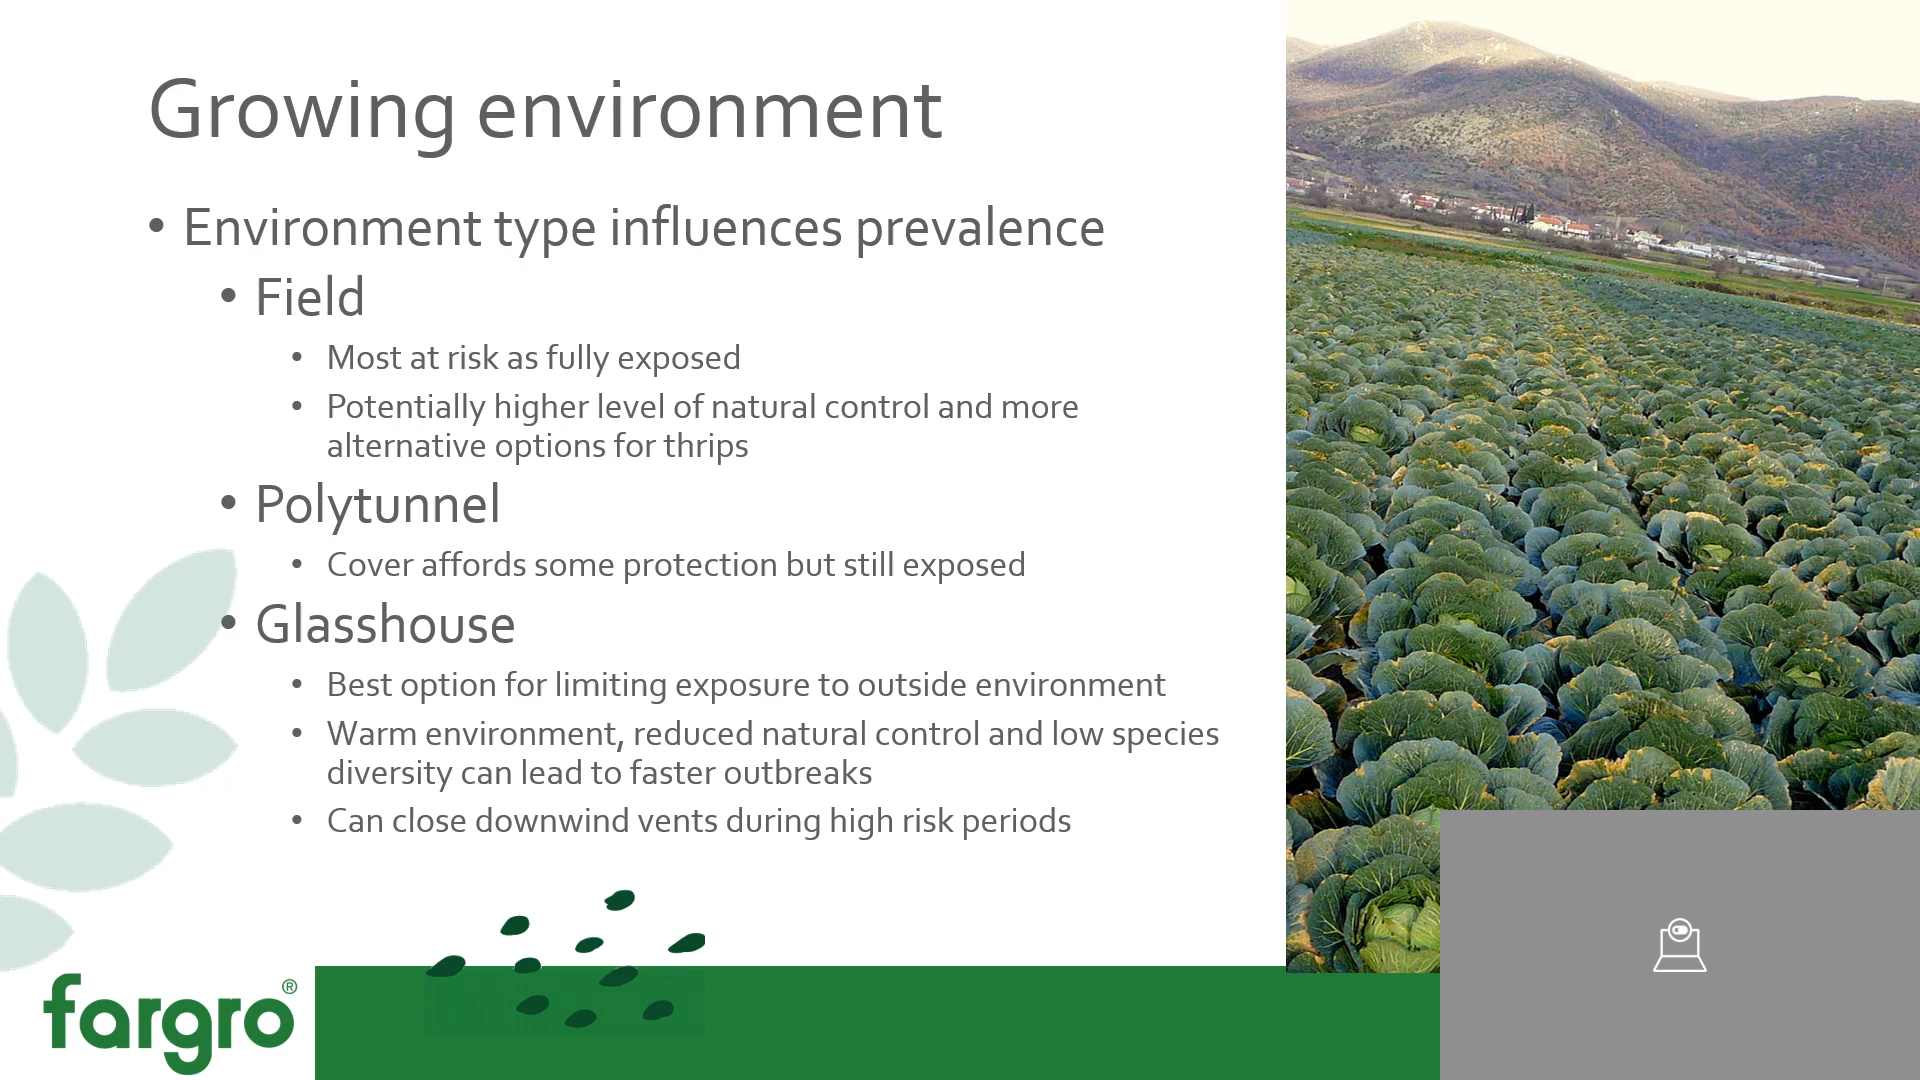 Growing environment
• Environment type influences prevalence
• Field
• Most at risk as fully exposed
• Potentially higher level of natural control and more
alternative options for thrips
• Polytunnel
• Cover affords some protection but still exposed
• Glasshouse
• Best option for limiting exposure to outside environment
• Warm environment, reduced natural control and low species
diversity can lead to faster outbreaks
• Can close downwind vents during high risk periods
fargro®